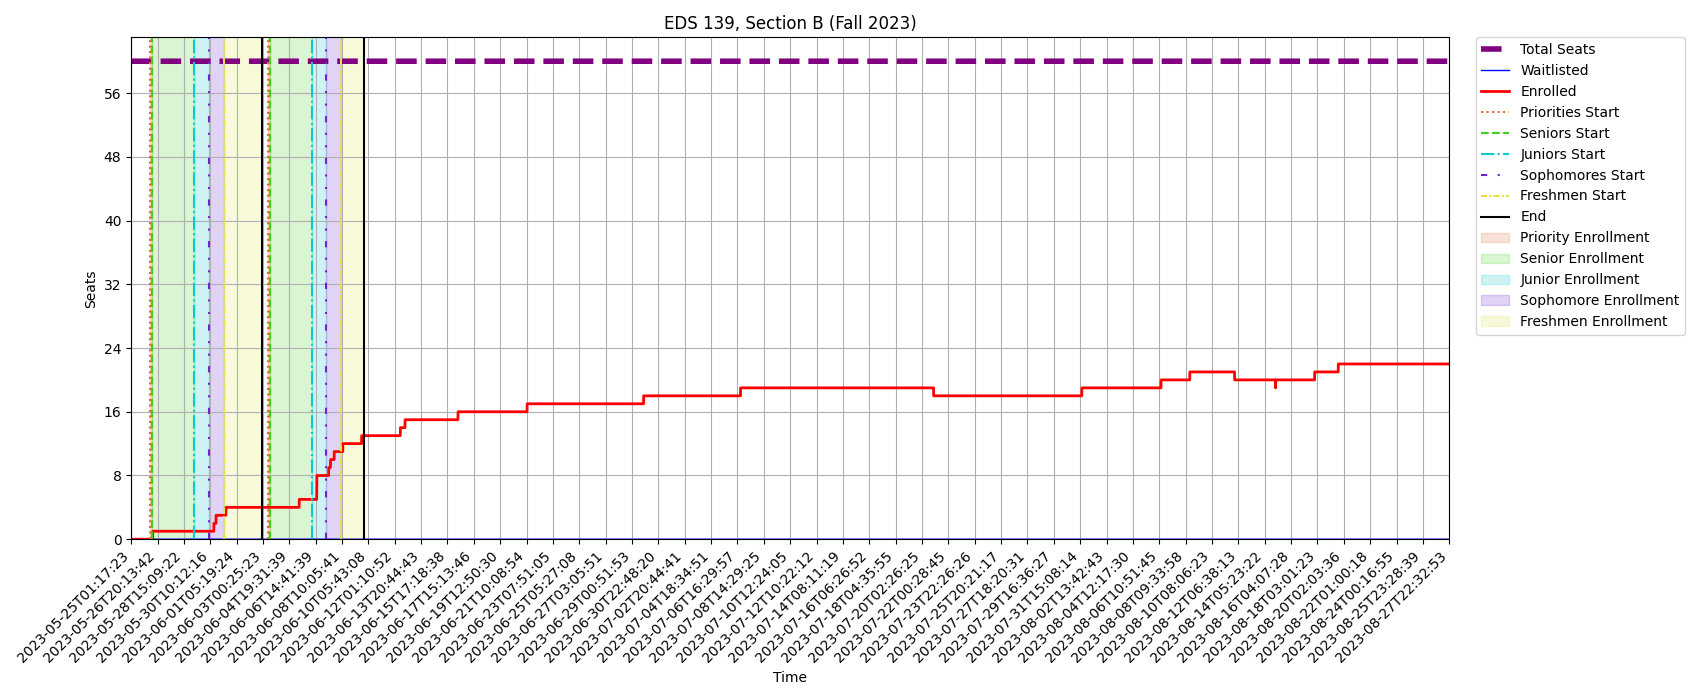 EDS 139, Section B (Fall 2023)
Total Seats
Waitlisted
Enrolled
Priorities Start
Seniors Start
Juniors Start
Sophomores Start
Freshmen Start
End
Priority Enrollment
Senior Enrollment
Junior Enrollment
Sophomore Enrollment
Freshmen Enrollment
Seats
56
48
40
32
24
16
8
0
2023-05-25T01:17:23
2023-05-26T20:13:42
2023-05-28T15:09:22
2023-05-30T10:12:16
2023-06-01T05:19:24
2023-06-03T00:25:23
2023-06-04T19:31:39
2023-06-06T14:41:39
2023-06-08T10:05:41
2023-06-10T05:43:08
2023-06-12T01:10:52
2023-06-13T20:44:43
2023-06-15T17:18:38
2023-06-17T15:13:46
2023-06-19T12:50:30
2023-06-21T10:08:54
2023-06-23T07:51:05
2023-06-25T05:27:08
2023-06-27T03:05:51
2023-06-29T00:51:53
2023-06-30T22:48:20
2023-07-02T20:44:41
2023-07-04T18:34:51
2023-07-06T16:29:57
2023-07-08T14:29:25
2023-07-10T12:24:05
2023-07-12T10:22:12
2023-07-14T08:11:19
2023-07-16T06:26:52
2023-07-18T04:35:55
2023-07-20T02:26:25
2023-07-22T00:28:45
2023-07-23T22:26:26
2023-07-25T20:21:17
2023-07-27T18:20:31
2023-07-29T16:36:27
2023-07-31T15:08:14
2023-08-02T13:42:43
2023-08-04T12:17:30
2023-08-06T10:51:45
2023-08-08T09:33:58
2023-08-10T08:06:23
2023-08-12T06:38:13
2023-08-14T05:23:22
2023-08-16T04:07:28
2023-08-18T03:01:23
2023-08-20T02:03:36
2023-08-22T01:00:18
2023-08-24T00:16:55
2023-08-25T23:28:39
2023-08-27T22:32:53
Time